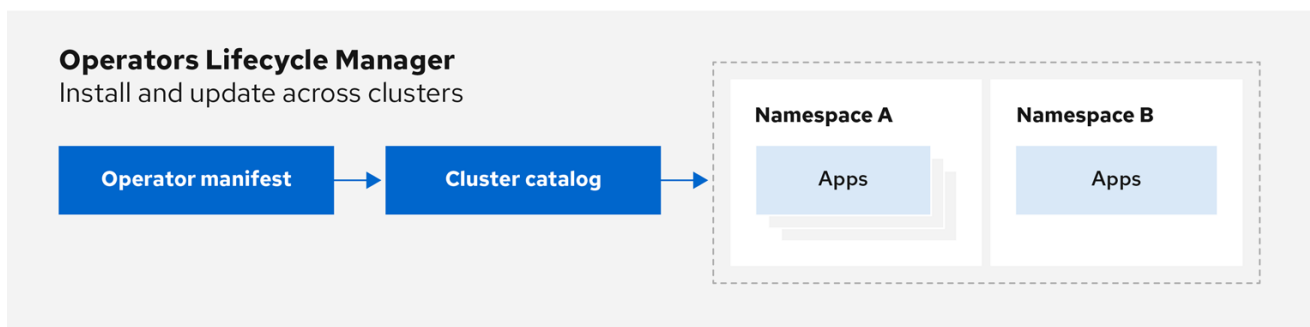 Operators Lifecycle Manager
Install and update across clusters
Operator manifest
Cluster catalog
Namespace A
Apps
Namespace B
Apps